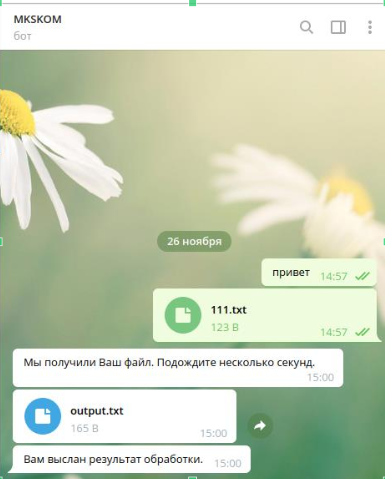 MKSKOM
бот
26 ноября
привет 14:57
111.txt
123 B
14:57
Мы получили Ваш файл. Подождите несколько секунд.
15:00
output.txt
165 B
15:00
Вам выслан результат обработки. 15:00